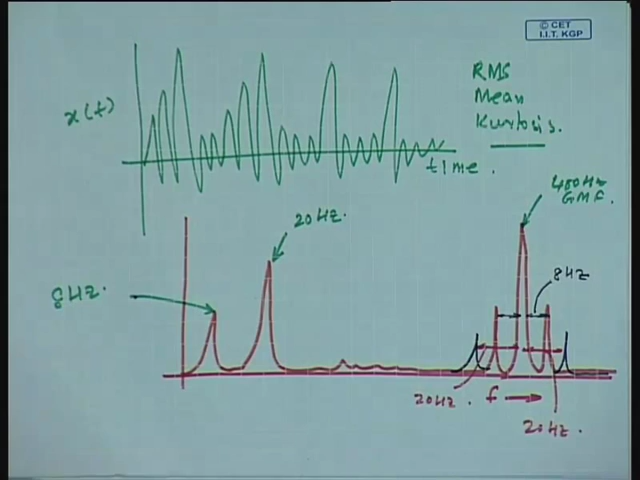 © CET
I.I.T. KGP
x(t)
RMS
Mean
Kurtosis.
time.
480Hz
GMF.
20Hz.
8Hz
8Hz.
20Hz.
f
20Hz.